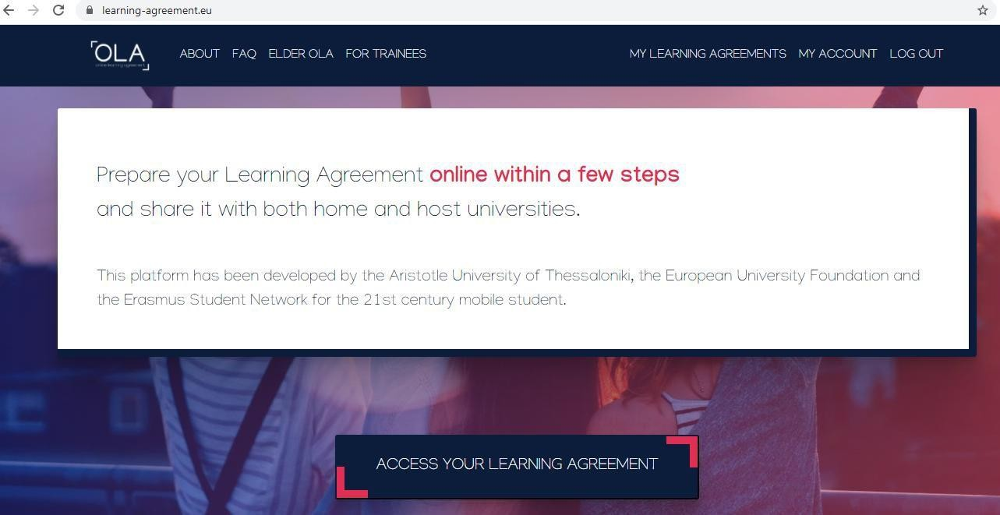 learning-agreement.eu
OLA
online learning agreement
ABOUT FAQ ELDER OLA FOR TRAINEES MY LEARNING AGREEMENTS MY ACCOUNT LOG OUT
Prepare your Learning Agreement online within a few steps
and share it with both home and host universities.
This platform has been developed by the Aristotle University of Thessaloniki, the European University Foundation and
the Erasmus Student Network for the 21st century mobile student.
ACCESS YOUR LEARNING AGREEMENT